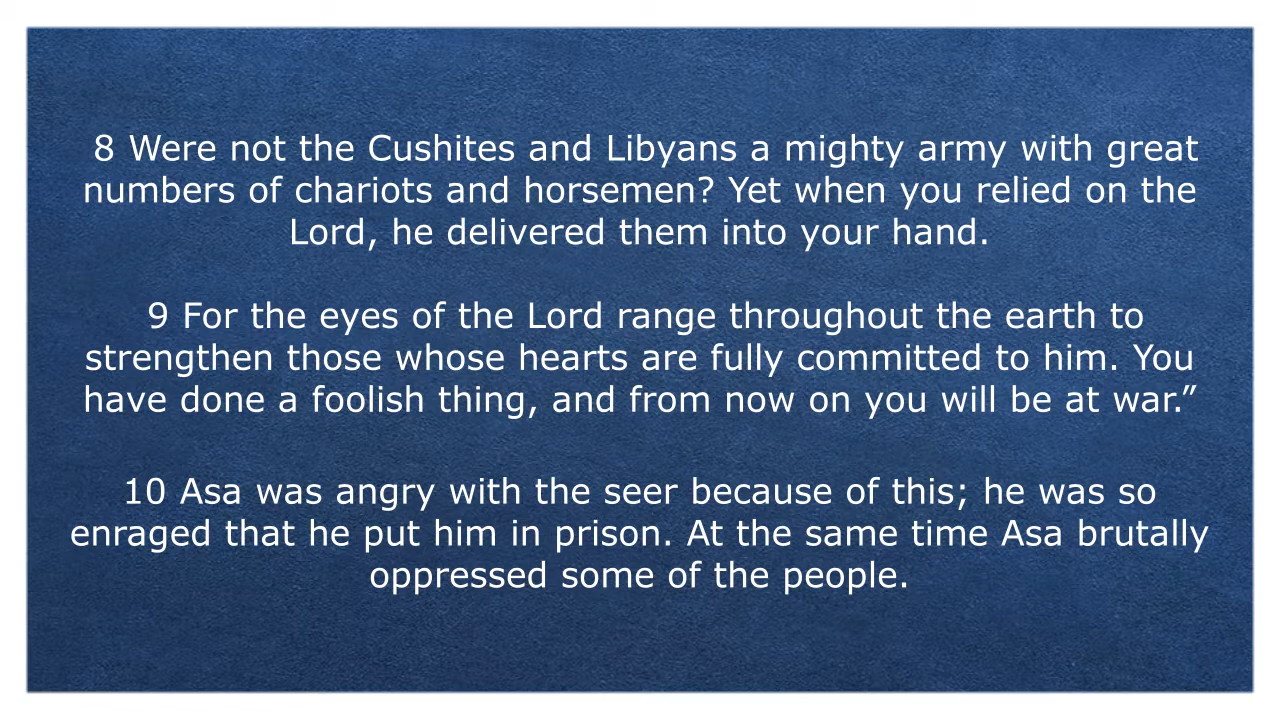 8 Were not the Cushites and Libyans a mighty army with great
numbers of chariots and horsemen? Yet when you relied on the
Lord, he delivered them into your hand.
9 For the eyes of the Lord range throughout the earth to
strengthen those whose hearts are fully committed to him. You
have done a foolish thing, and from now on you will be at war.”
10 Asa was angry with the seer because of this; he was so
enraged that he put him in prison. At the same time Asa brutally
oppressed some of the people.